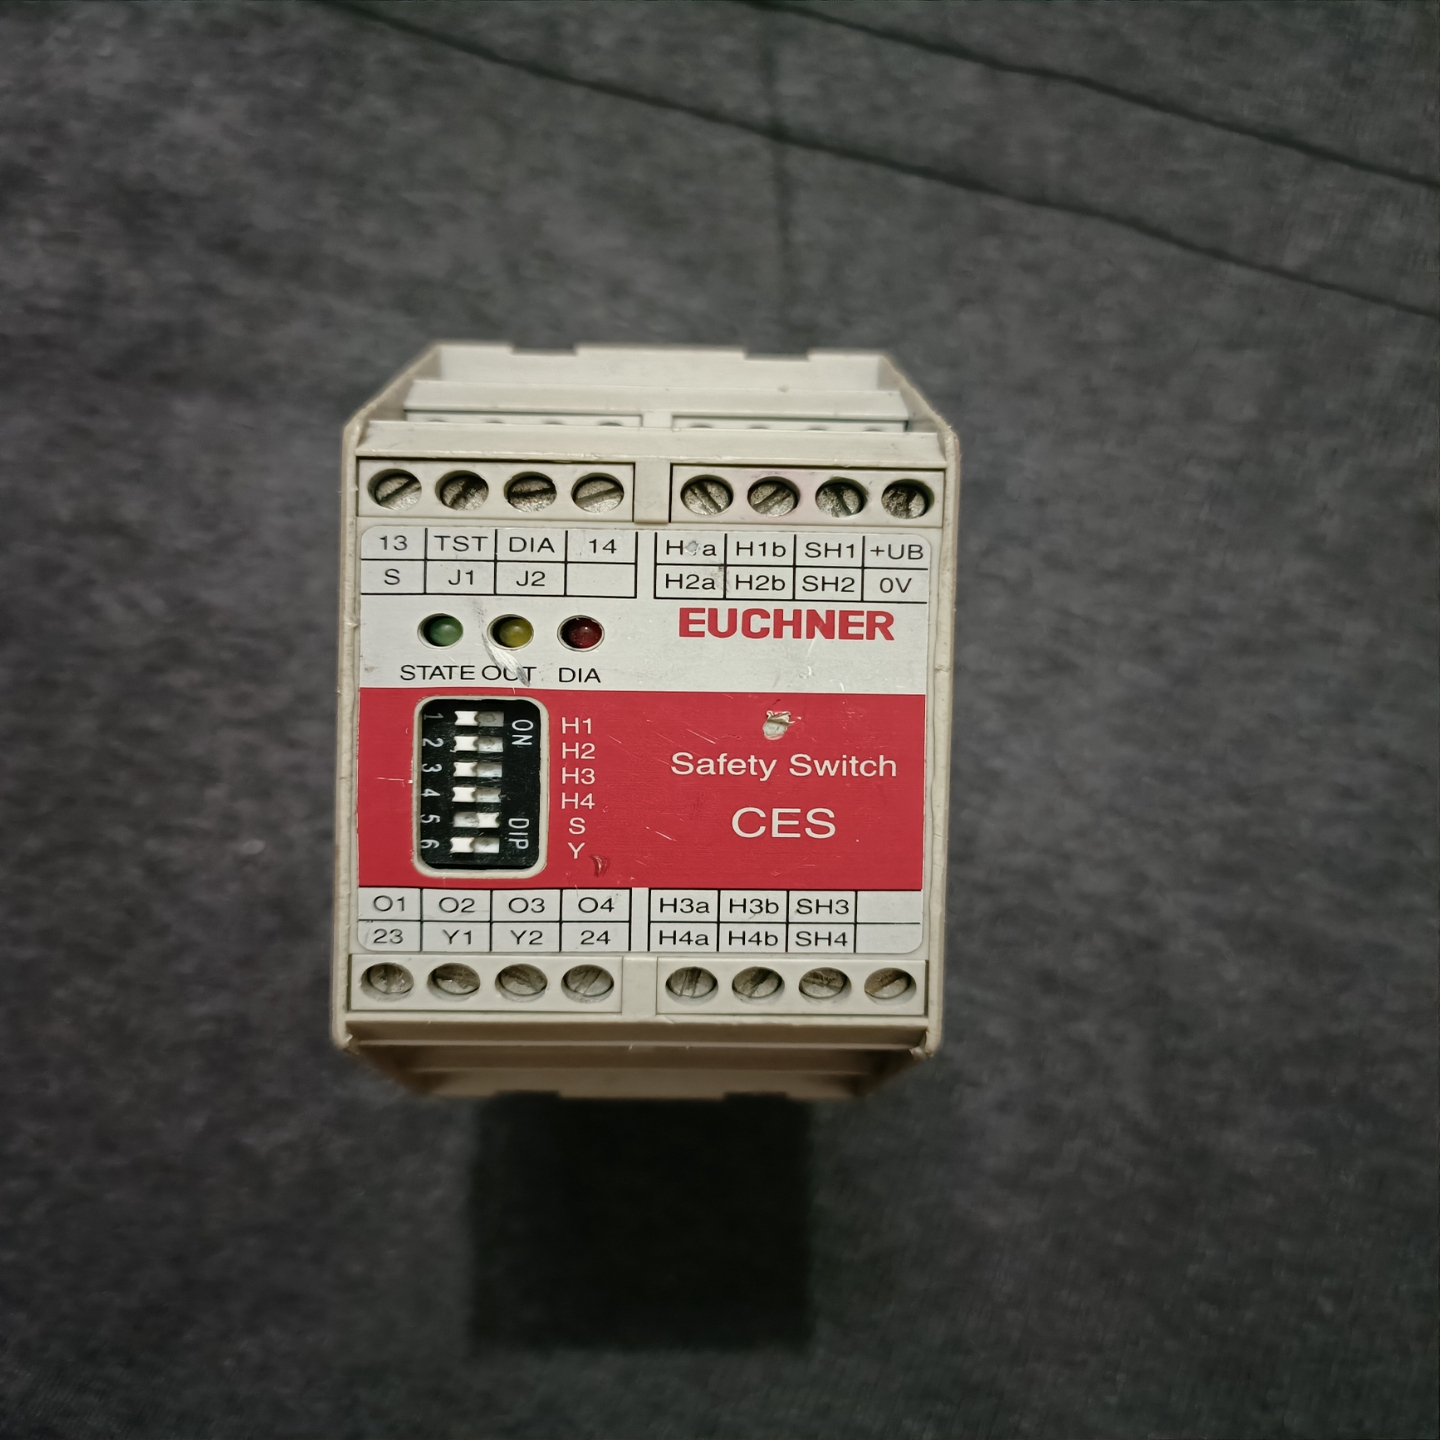 13 TST DIA 14 H1a H1b SH1 +UB
S J1 J2 H2a H2b SH2 0V
EUCHNER
STATE OUT DIA
1 ON H1
2 H2
3 H3
4 H4
5 DIP S
6 Y
Safety Switch
CES
O1 O2 O3 O4 H3a H3b SH3
23 Y1 Y2 24 H4a H4b SH4